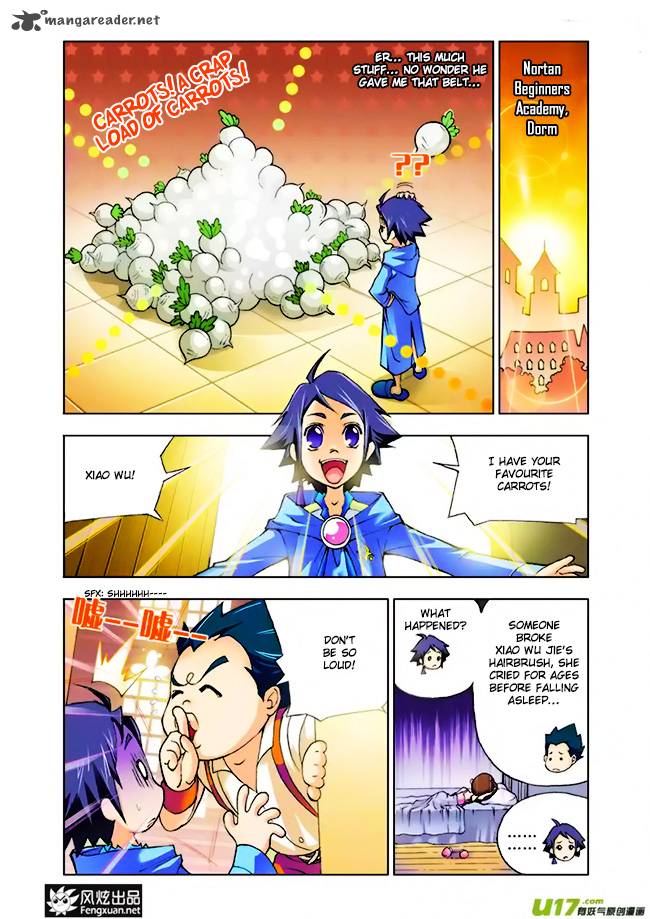 mangareader.net
Nortan
Beginners
Academy,
Dorm
ER... THIS MUCH
STUFF... NO WONDER HE
GAVE ME THAT BELT...
CARROTS! A CRAP
LOAD OF CARROTS!
??
I HAVE YOUR
FAVOURITE
CARROTS!
XIAO WU!
SFX: SHHHHHH----
嘘--嘘--
DON'T
BE SO
LOUD!
WHAT
HAPPENED?
SOMEONE
BROKE
XIAO WU JIE'S
HAIRBRUSH, SHE
CRIED FOR AGES
BEFORE FALLING
ASLEEP...
......
......
风炫出品
Fengxuan.net
U17.com
有妖气原创漫画